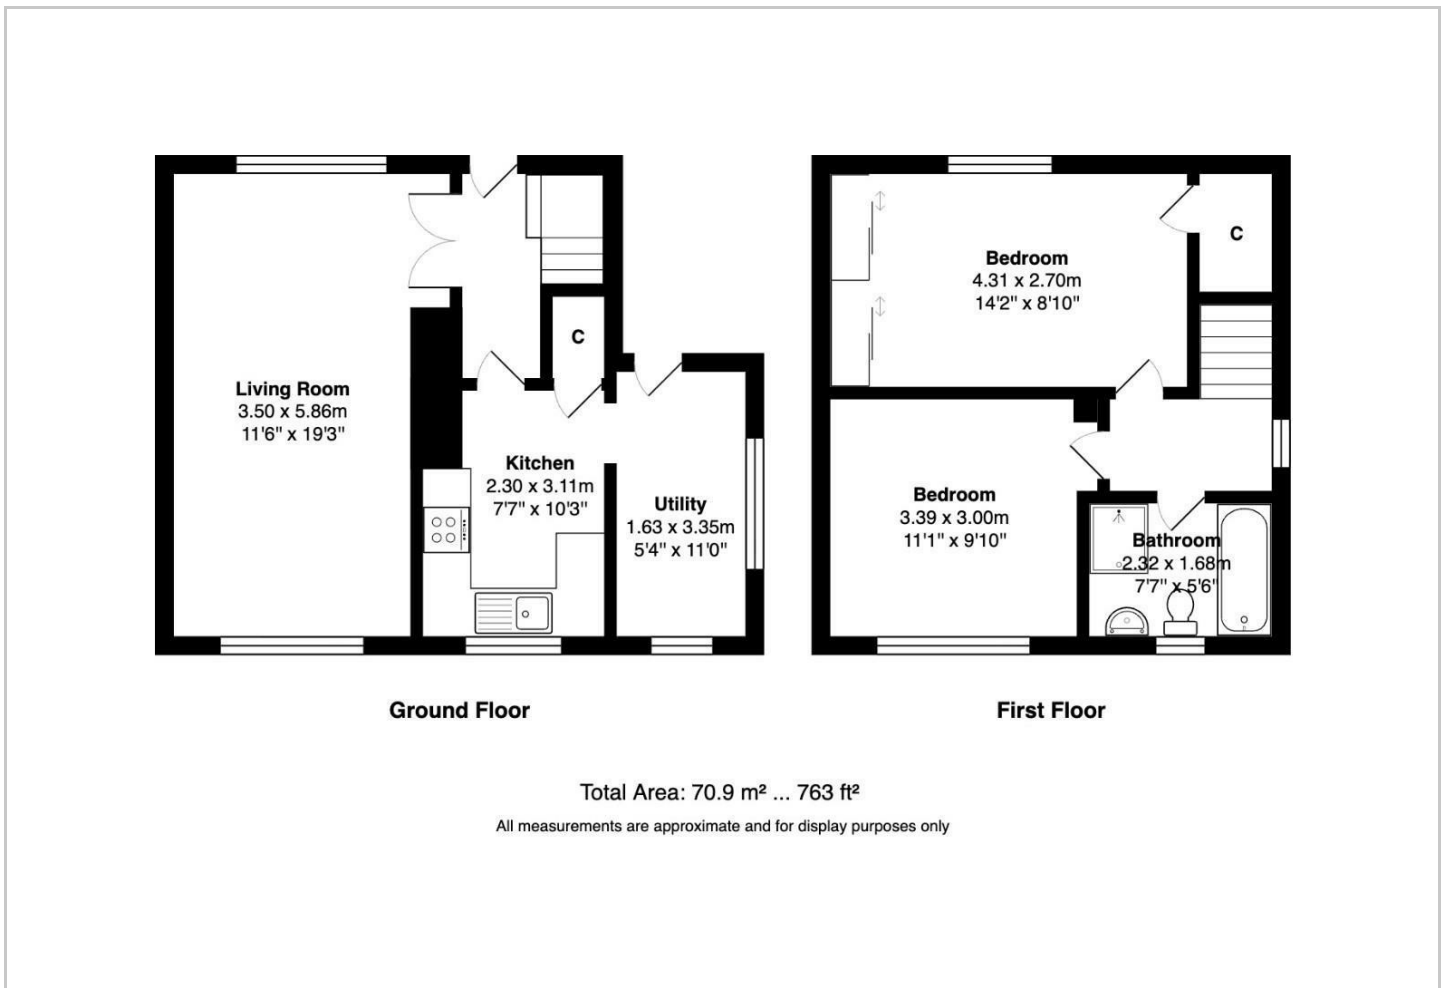 Living Room
3.50 x 5.86m
11'6" x 19'3"
C
Kitchen
2.30 x 3.11m
7'7" x 10'3"
Utility
1.63 x 3.35m
5'4" x 11'0"
Ground Floor
Bedroom
4.31 x 2.70m
14'2" x 8'10"
C
Bedroom
3.39 x 3.00m
11'1" x 9'10"
Bathroom
2.32 x 1.68m
7'7" x 5'6"
First Floor
Total Area: 70.9 m² ... 763 ft²
All measurements are approximate and for display purposes only